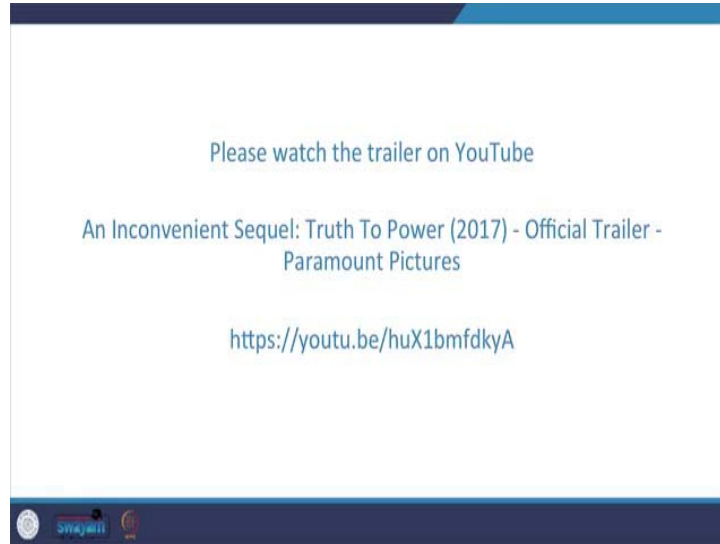 Please watch the trailer on YouTube
An Inconvenient Sequel: Truth To Power (2017) - Official Trailer -
Paramount Pictures
https://youtu.be/huX1bmfdkyA
swayam